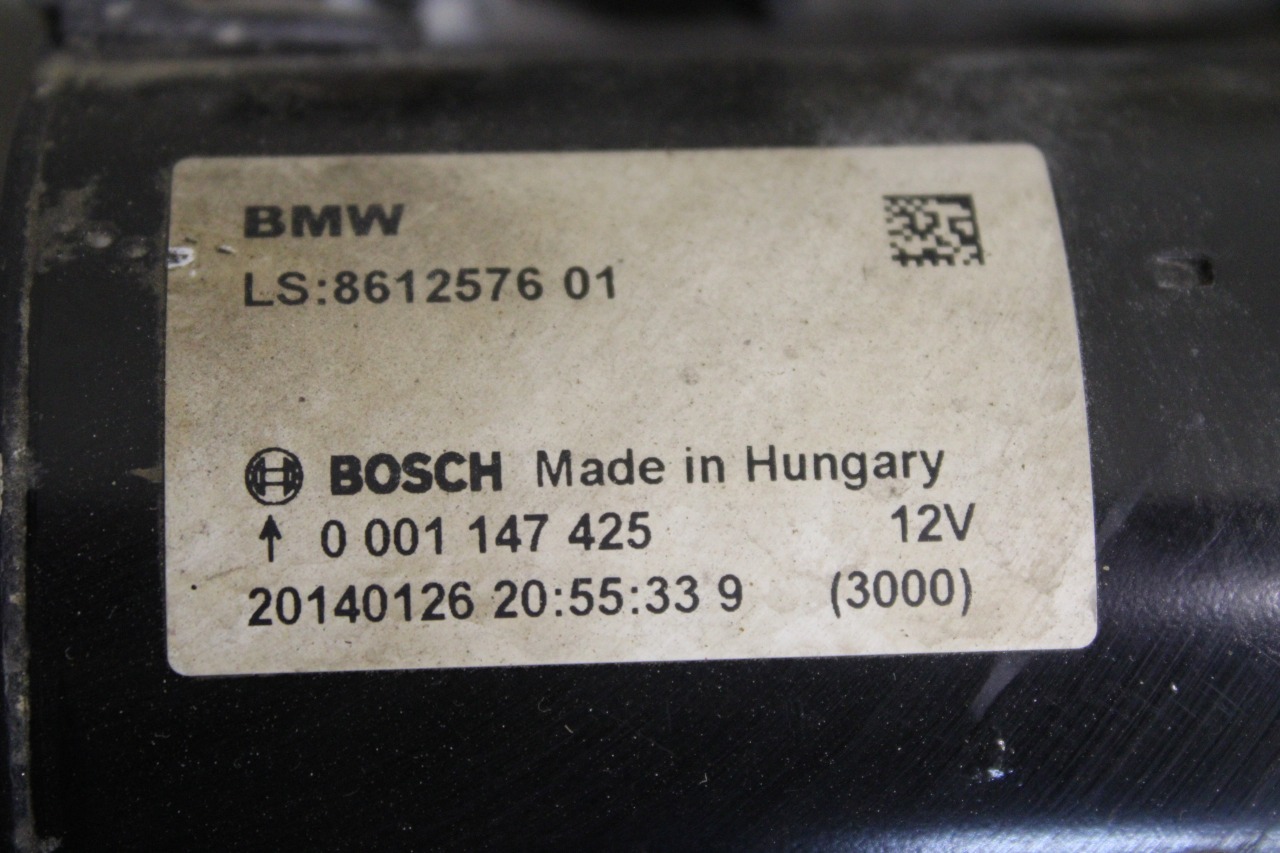 BMW
LS:8612576 01
BOSCH Made in Hungary
↑ 0 001 147 425 12V
20140126 20:55:33 9 (3000)